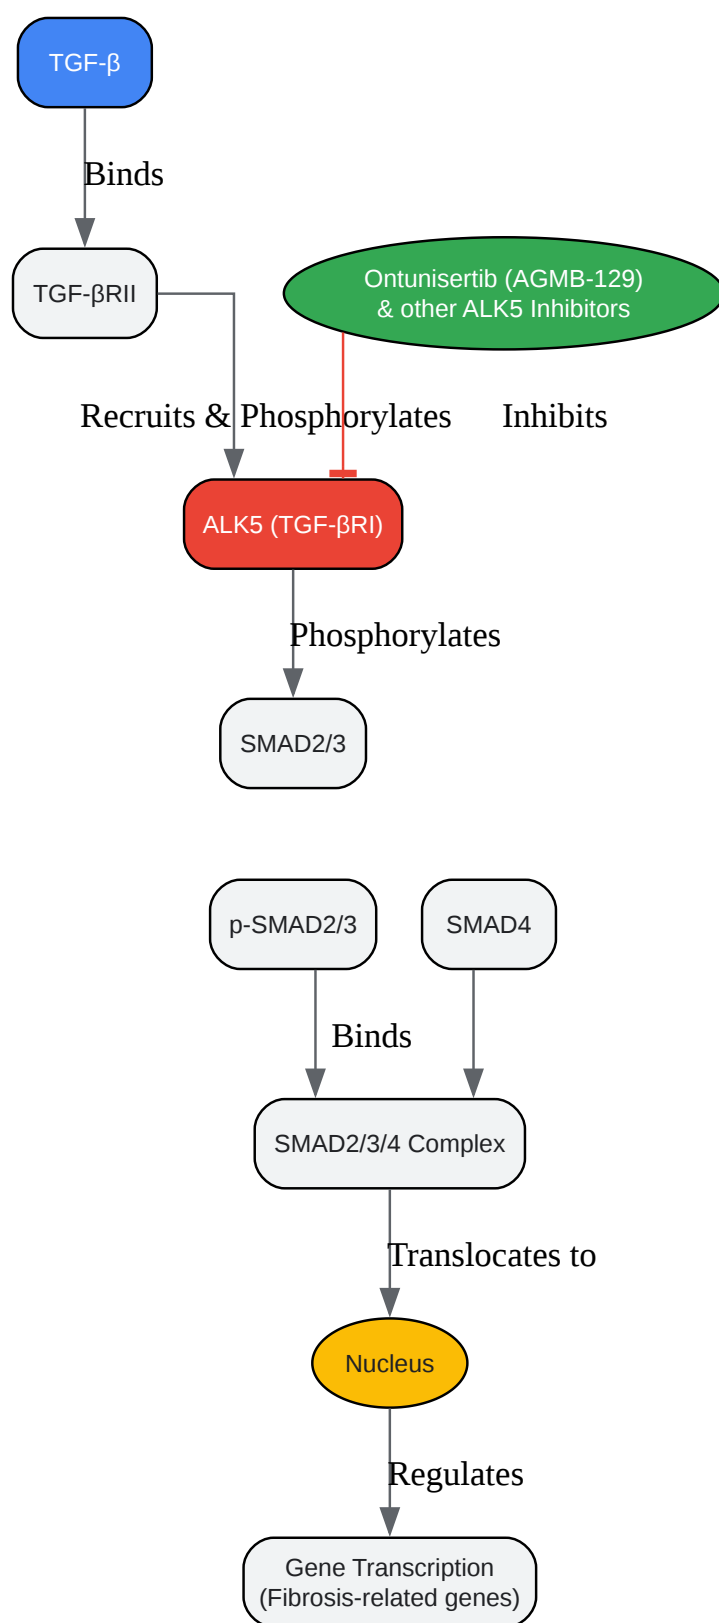 TGF-β
Binds
TGF-βRII
Ontunisertib (AGMB-129)
& other ALK5 Inhibitors
Recruits & Phosphorylates
Inhibits
ALK5 (TGF-βRI)
Phosphorylates
SMAD2/3
p-SMAD2/3
SMAD4
Binds
SMAD2/3/4 Complex
Translocates to
Nucleus
Regulates
Gene Transcription
(Fibrosis-related genes)